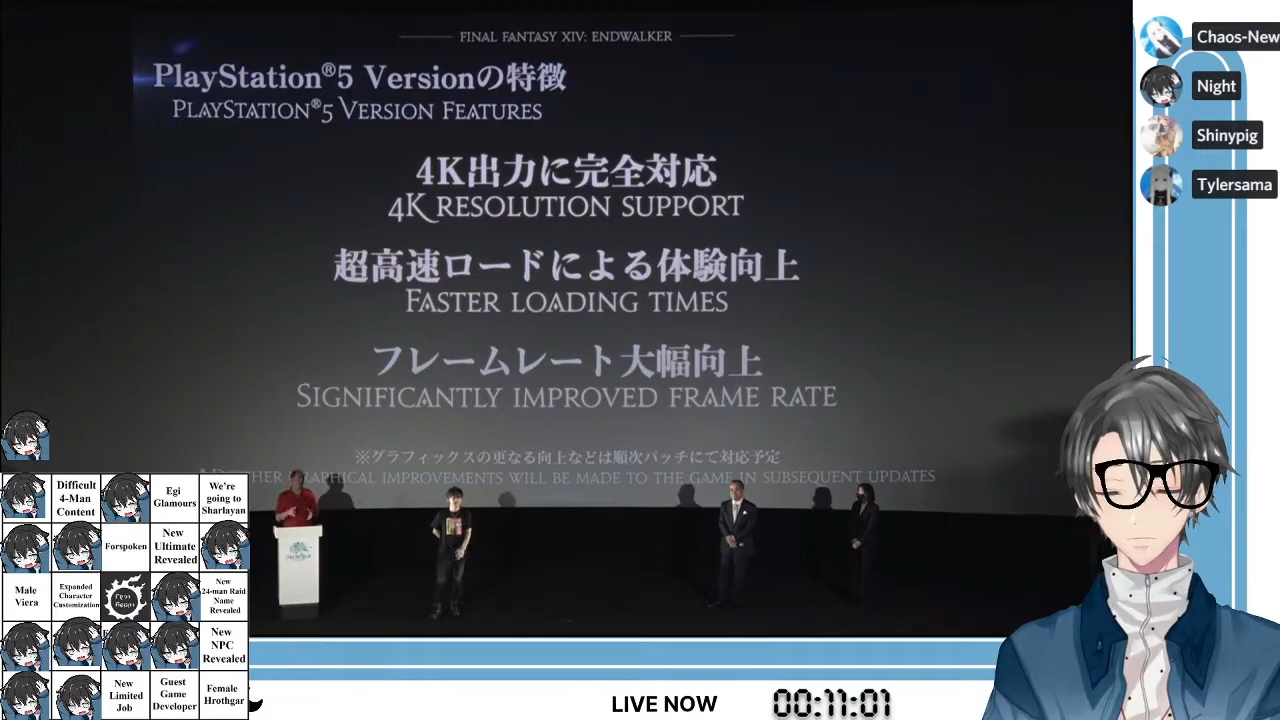 FINAL FANTASY XIV: ENDWALKER
PlayStation®5 Versionの特徴
PLAYSTATION®5 VERSION FEATURES
4K出力に完全対応
4K RESOLUTION SUPPORT
超高速ロードによる体験向上
FASTER LOADING TIMES
フレームレート大幅向上
SIGNIFICANTLY IMPROVED FRAME RATE
※グラフィックスの更なる向上などは順次パッチにて対応予定
GRAPHICAL IMPROVEMENTS WILL BE MADE TO THE GAME IN SUBSEQUENT UPDATES
Chaos-New
Night
Shinypig
Tylersama
Difficult
4-Man
Content
Egi
Glamours
We're
going to
Sharlayan
Forspoken
New
Ultimate
Revealed
Male
Viera
Expanded
Character
Customization
New
24-man Raid
Name
Revealed
New
NPC
Revealed
New
Limited
Job
Guest
Game
Developer
Female
Hrothgar
LIVE NOW
00:11:01